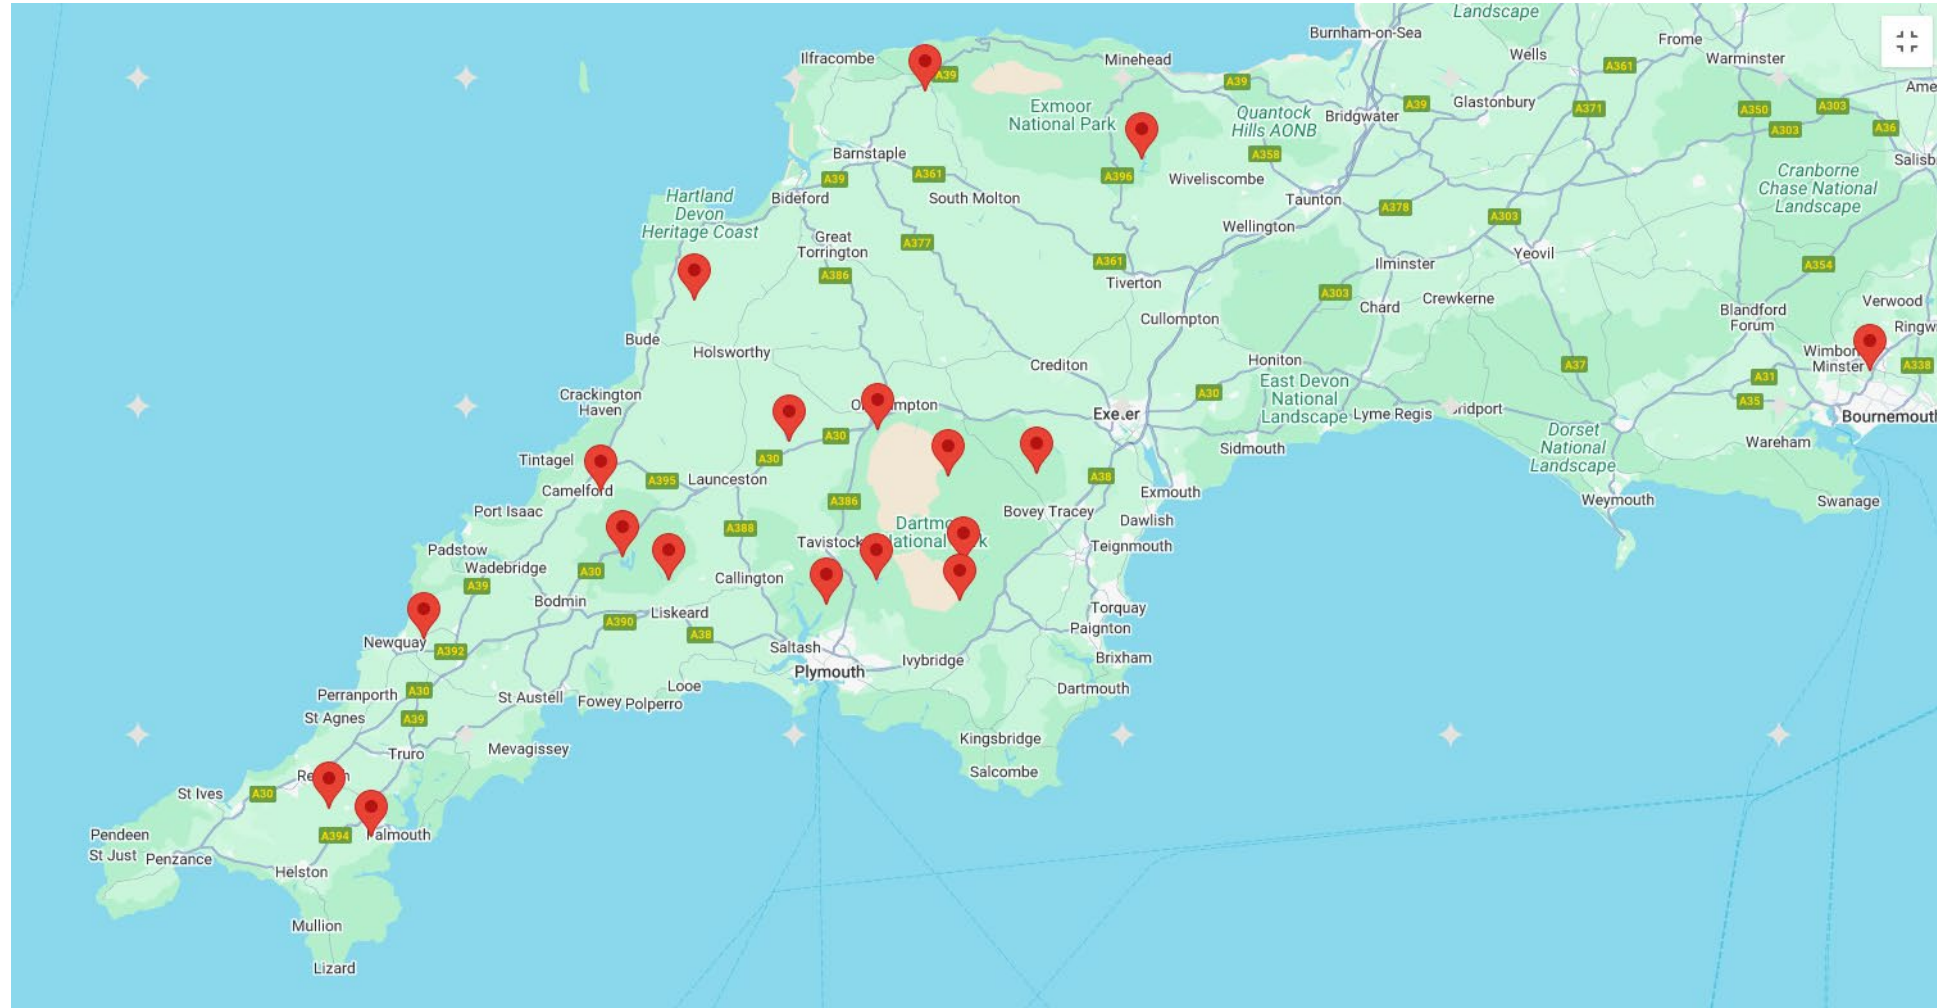 Landscape
Burnham-on-Sea
Frome
Wells
Warminster
A361
Ilfracombe
Minehead
A39
A39
Ame
Exmoor
National Park
Quantock
Hills AONB
A39
Glastonbury
A371
A350
A303
A303
A36
Bridgwater
Barnstaple
A358
Salisb
A39
A361
A396
Wiveliscombe
Cranborne
Chase National
Landscape
Hartland
Devon
Heritage Coast
Bideford
South Molton
Taunton
A378
A303
Wellington
Great
Torrington
A377
A386
A361
Tiverton
Ilminster
Yeovil
A354
A303
Chard
Crewkerne
Verwood
Blandford
Forum
Ringw
Cullompton
Bude
Holsworthy
Crediton
Honiton
A37
Minster
A338
A31
A35
East Devon
National
Landscape
A30
Crackington
Haven
Exeter
Lyme Regis
Bournemouth
A30
Sidmouth
Dorset
National
Landscape
Wareham
Tintagel
A30
A395
Launceston
A38
Camelford
Exmouth
Weymouth
Swanage
Port Isaac
A386
Bovey Tracey
Dawlish
A388
Tavistock
Padstow
Teignmouth
Wadebridge
A30
Callington
A39
Bodmin
Liskeard
Torquay
A390
A38
Paignton
Newquay
A392
Saltash
Plymouth
Ivybridge
Brixham
Perranporth
A30
St Austell
Fowey
Polperro
Looe
Dartmouth
St Agnes
A39
Truro
Mevagissey
Kingsbridge
Salcombe
St Ives
A30
A394
Falmouth
Pendeen
St Just
Penzance
Helston
Mullion
Lizard